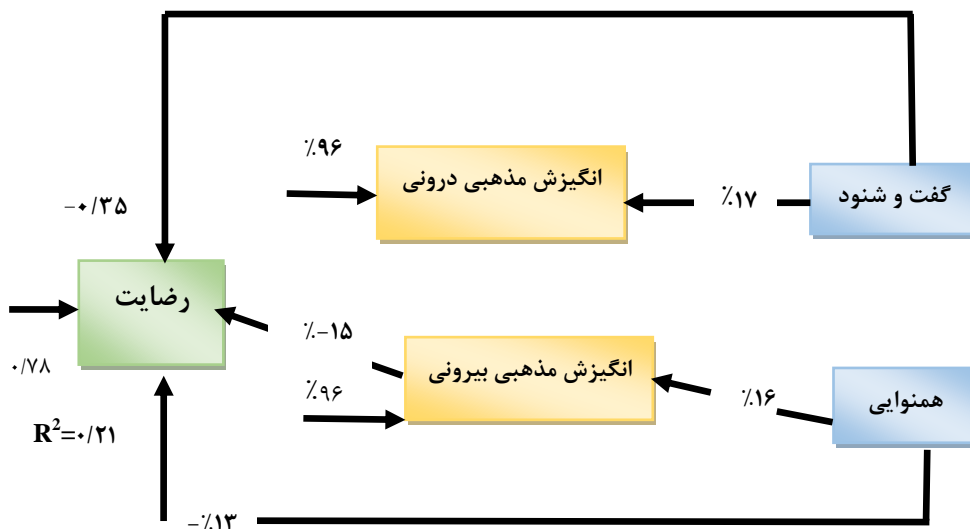 ٪۹۶
انگیزش مذهبی درونی
٪۱۷
گفت و شنود
-۰/۳۵
رضایت
۰/۷۸
R²=۰/۲۱
٪-۱۵
٪۹۶
انگیزش مذهبی بیرونی
٪۱۶
همنوایی
-٪۱۳